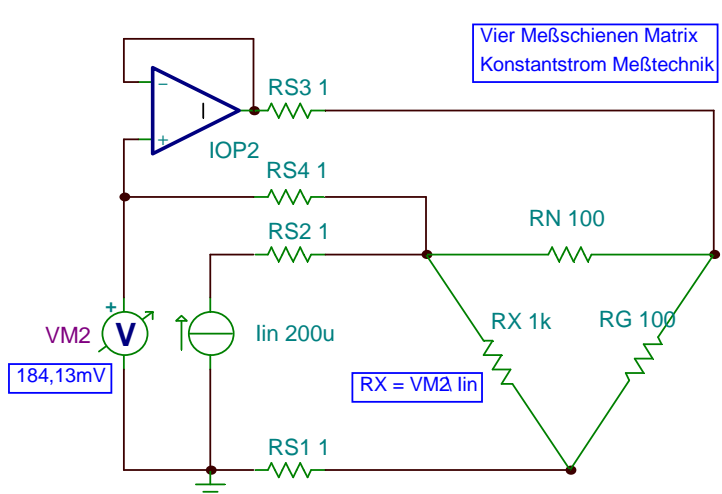 Vier Meßschienen Matrix
Konstantstrom Meßtechnik
RS3 1
IOP2
RS4 1
RN 100
RS2 1
+
V
VM2
Iin 200u
RX 1k
RG 100
184,13mV
RX = VM2\ Iin
RS1 1